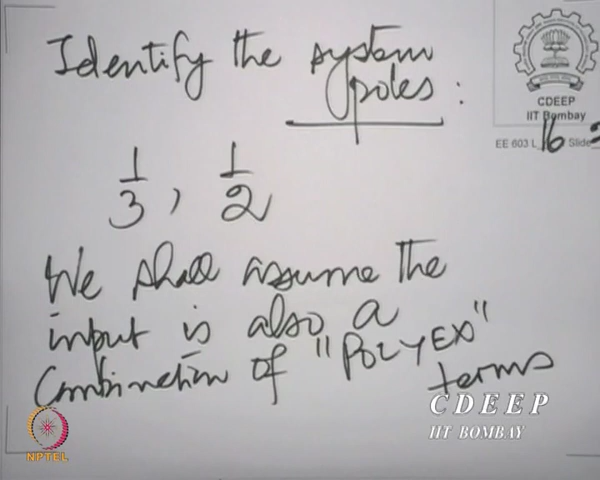 Identify the system
poles :
CDEEP
IIT Bombay
EE 603 L 16 Slide
1/3, 1/2
We shall assume the
input is also a
Combination of "POLYEX"
terms
CDEEP
IIT BOMBAY
NPTEL